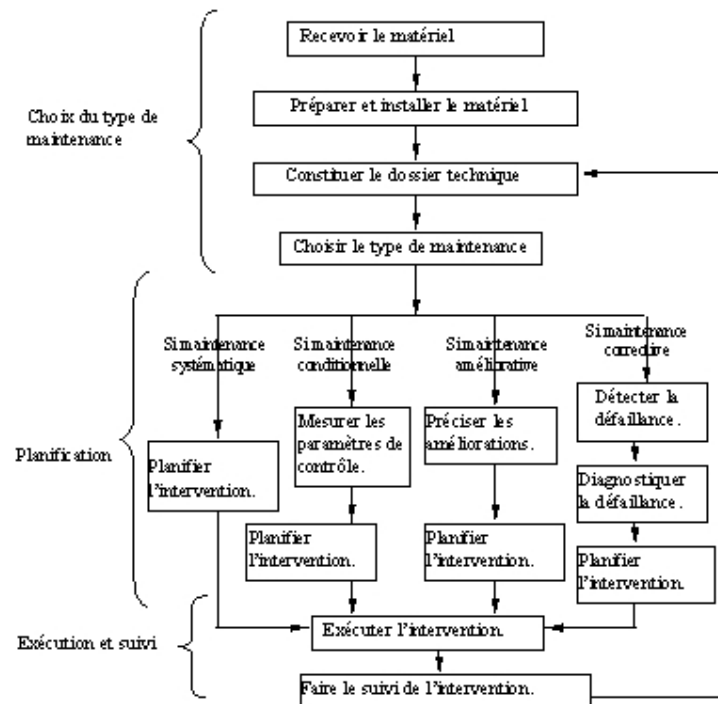 Recevoir le matériel
Préparer et installer le matériel
Choix du type de
maintenance
Constituer le dossier technique
Choisir le type de maintenance
Si maintenance
systématique
Si maintenance
conditionnelle
Si maintenance
améliorative
Si maintenance
corrective
Planification
Planifier
l'intervention.
Mesurer les
paramètres de
contrôle.
Planifier
l'intervention.
Préciser les
améliorations.
Planifier
l'intervention.
Détecter la
défaillance.
Diagnostiquer
la défaillance.
Planifier
l'intervention.
Exécution et suivi
Exécuter l'intervention.
Faire le suivi de l'intervention.